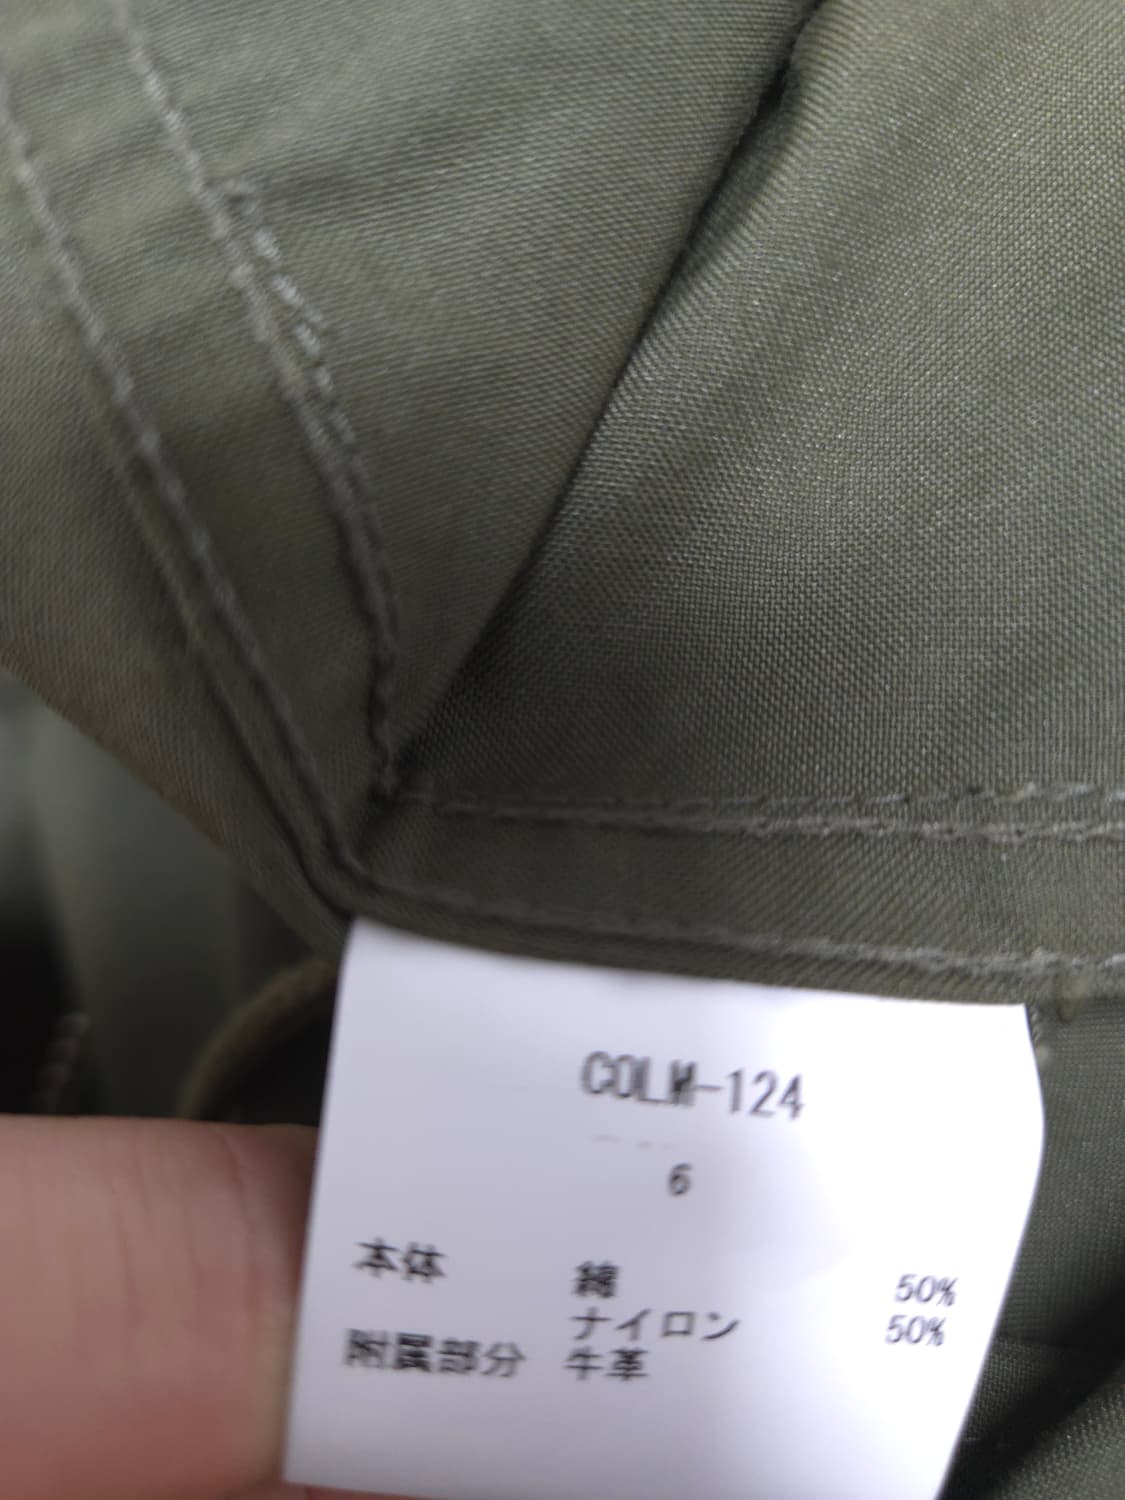 COLM-124
6
本体 綿 50%
ナイロン 50%
附属部分 牛革